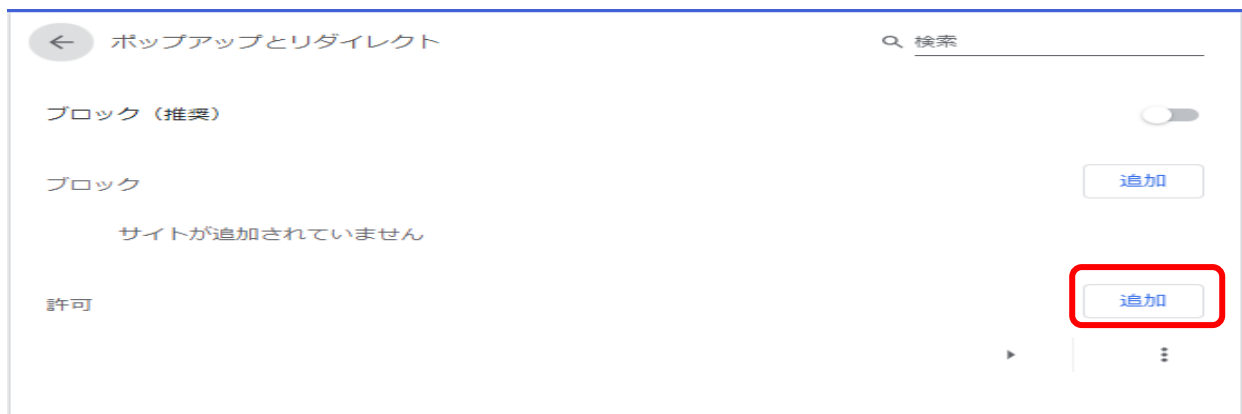 ポップアップとリダイレクト
検索
ブロック（推奨）
ブロック
追加
サイトが追加されていません
許可
追加